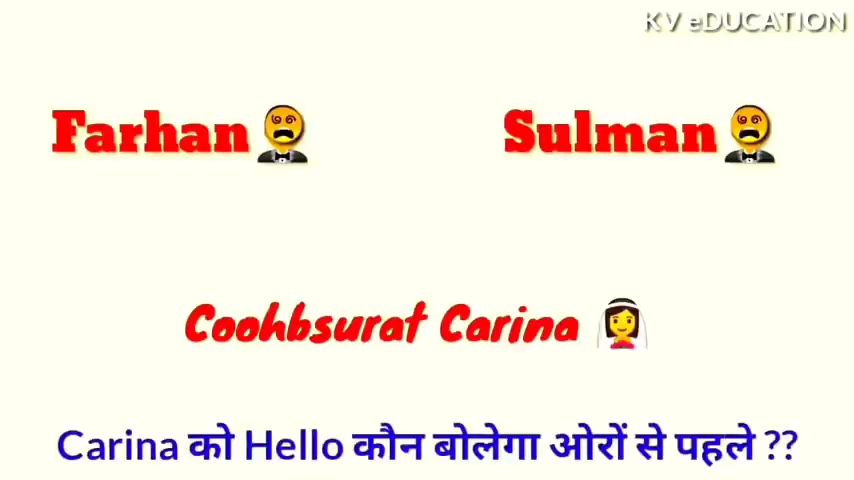 KV eDUCATION
Farhan Sulman
Coohbsurat Carina
Carina को Hello कौन बोलेगा ओरों से पहले ??